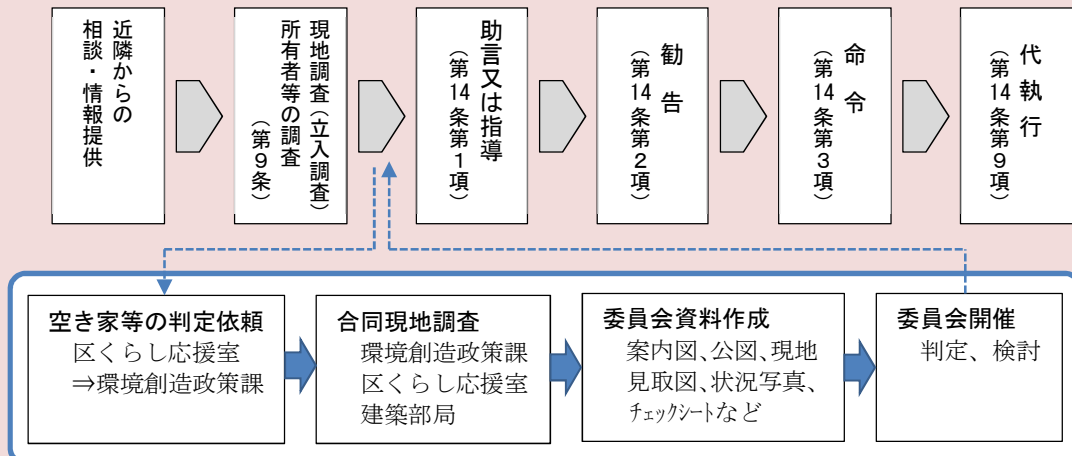 近隣からの
相談・情報提供
現地調査（立入調査）
所有者等の調査
（第９条）
助言又は指導
（第14条第１項）
勧告
（第14条第２項）
命令
（第14条第３項）
代執行
（第14条第９項）
空き家等の判定依頼
区くらし応援室
⇒環境創造政策課
合同現地調査
環境創造政策課
区くらし応援室
建築部局
委員会資料作成
案内図、公図、現地
見取図、状況写真、
ﾁｪｯｸｼｰﾄなど
委員会開催
判定、検討